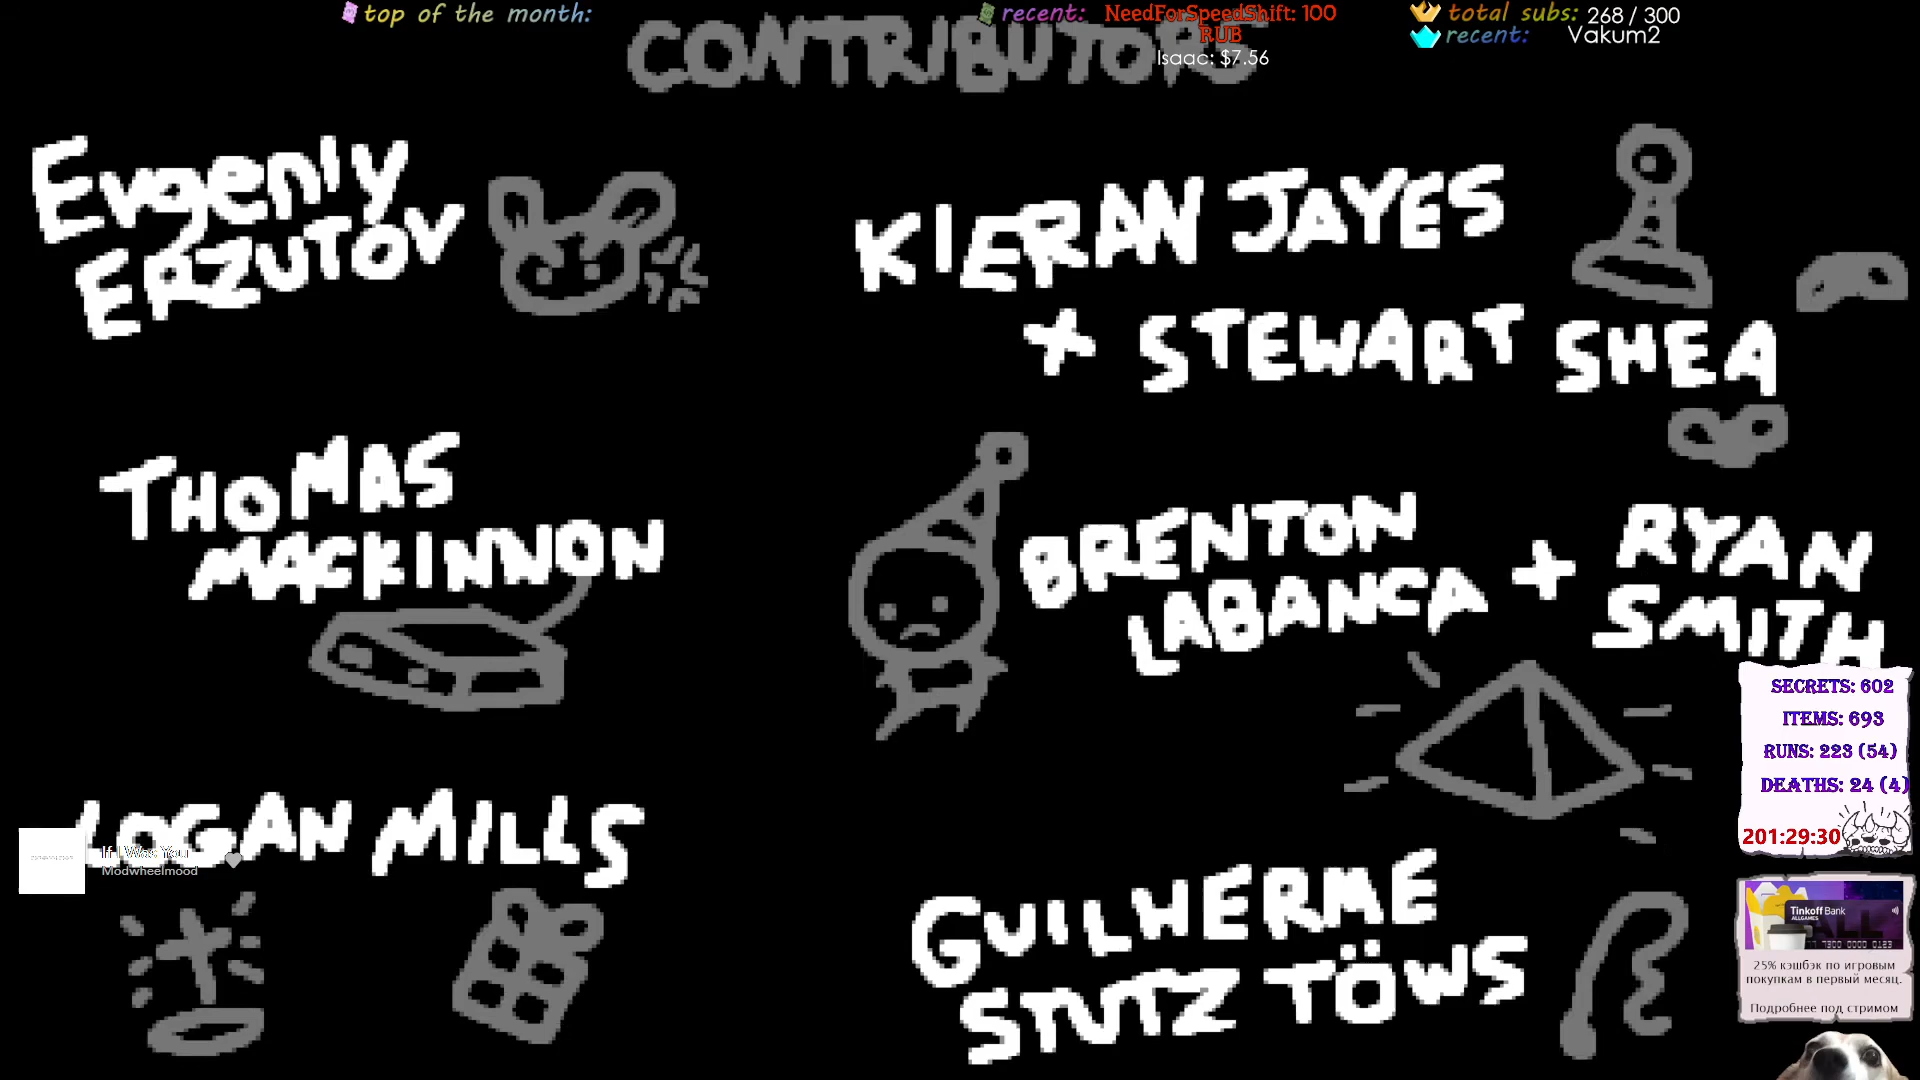 top of the month:
recent: NeedForSpeedShift: 100 RUB
Isaac: $7.56
total subs: 268 / 300
recent: Vakum2
CONTRIBUTORS
Evgeniy
ERZUTOV
KIERAN JAYES
+ STEWART SHEA
THOMAS
MACKINNON
BRENTON
LABANCA
+ RYAN
SMITH
LOGAN MILLS
If I Was You
Modwheelmood
GUILHERME
STUTZ TÖWS
SECRETS: 602
ITEMS: 693
RUNS: 223 (54)
DEATHS: 24 (4)
201:29:30
Tinkoff Bank
ALL GAMES
ALL
25% кэшбэк по игровым
покупкам в первый месяц.
Подробнее под стримом